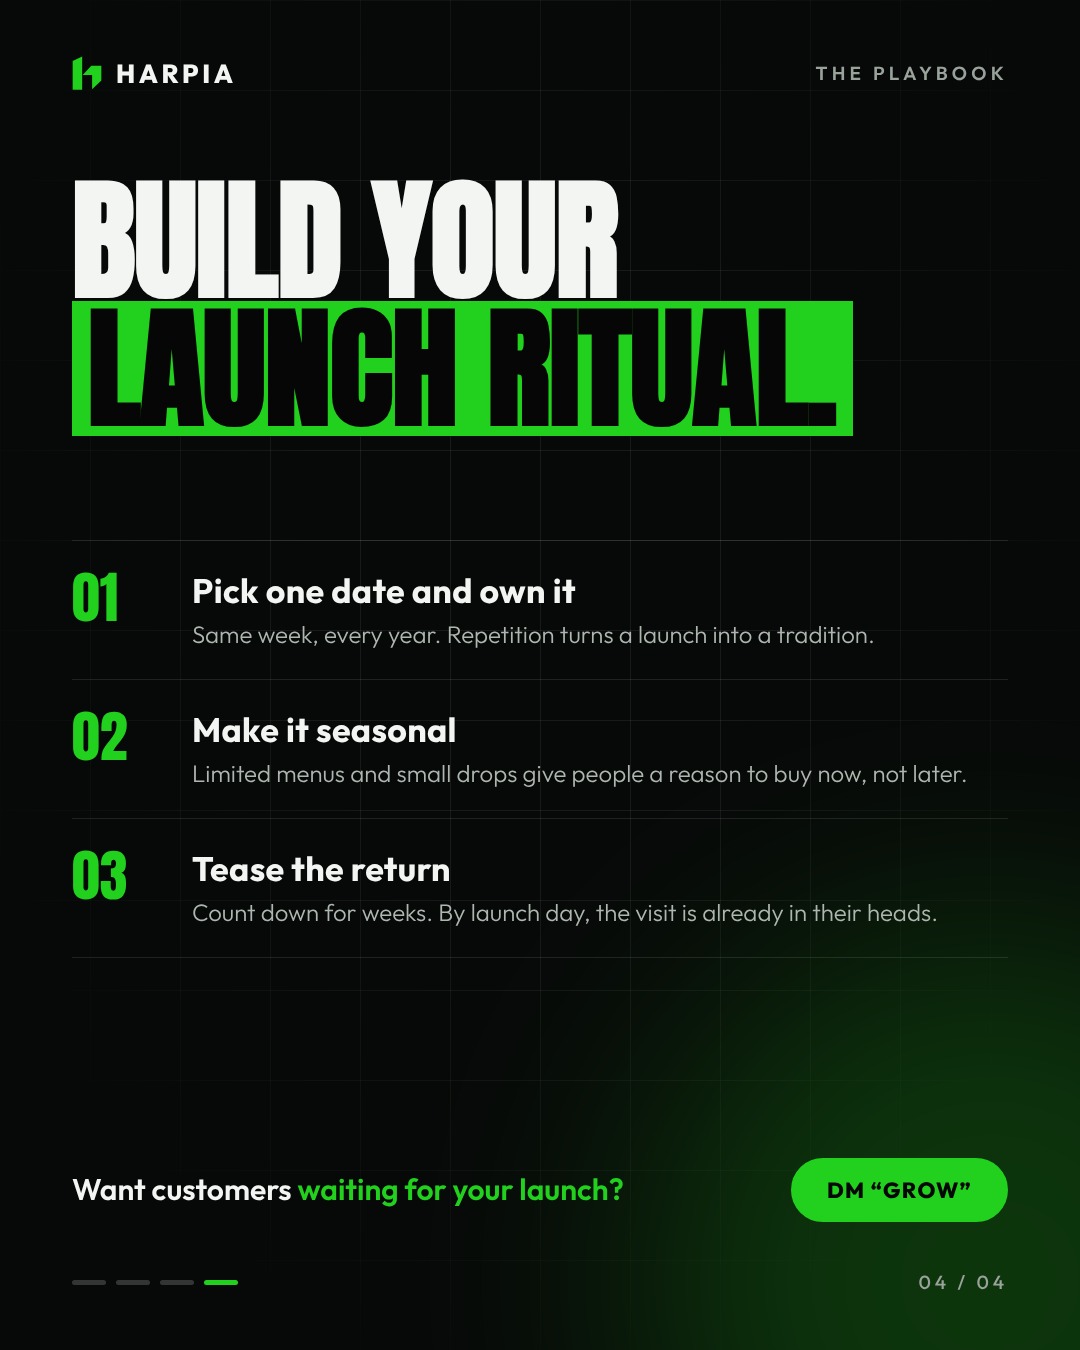 HARPIA
THE PLAYBOOK
BUILD YOUR
LAUNCH RITUAL.
01
Pick one date and own it
Same week, every year. Repetition turns a launch into a tradition.
02
Make it seasonal
Limited menus and small drops give people a reason to buy now, not later.
03
Tease the return
Count down for weeks. By launch day, the visit is already in their heads.
Want customers waiting for your launch?
DM “GROW”
04 / 04